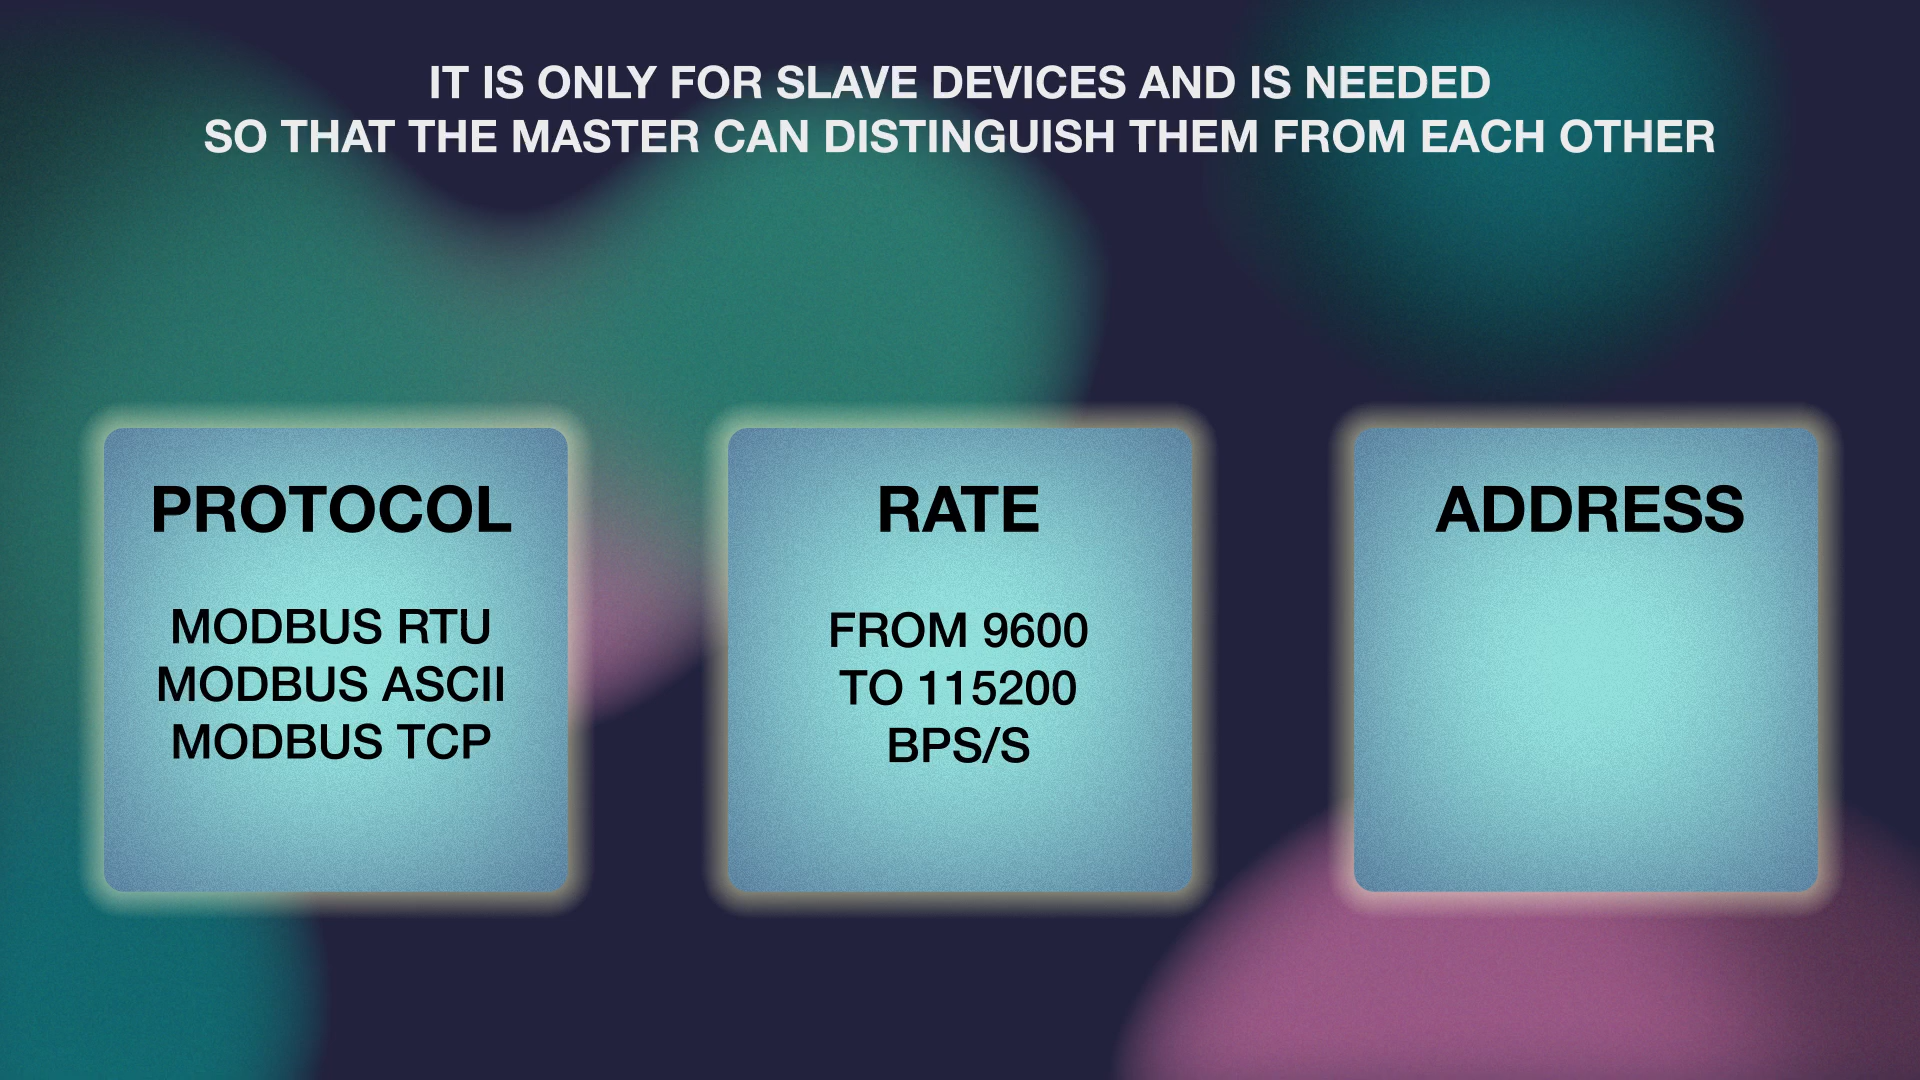 IT IS ONLY FOR SLAVE DEVICES AND IS NEEDED
SO THAT THE MASTER CAN DISTINGUISH THEM FROM EACH OTHER
PROTOCOL
MODBUS RTU
MODBUS ASCII
MODBUS TCP
RATE
FROM 9600
TO 115200
BPS/S
ADDRESS